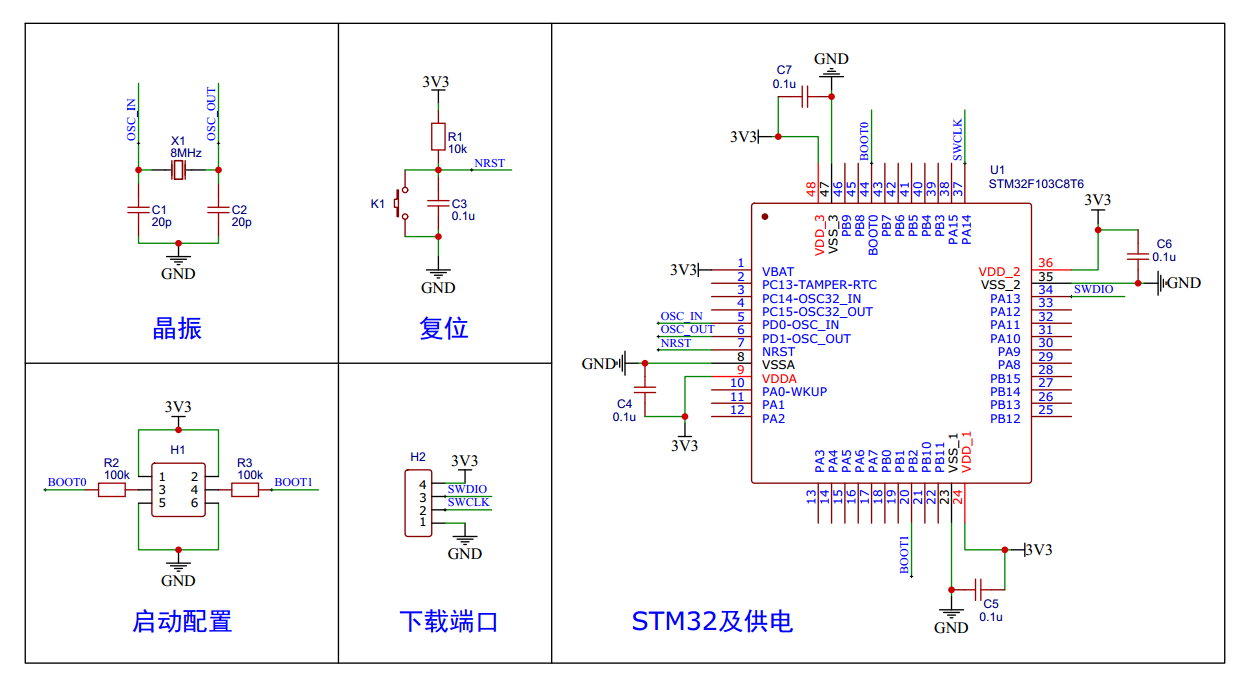 OSC_IN
OSC_OUT
X1
8MHz
C1
20p
C2
20p
GND
晶振
3V3
R1
10k
NRST
K1
C3
0.1u
GND
复位
3V3
H1
R2
100k
R3
100k
BOOT0
BOOT1
1 2
3 4
5 6
GND
启动配置
H2
3V3
4
3
2
1
SWDIO
SWCLK
GND
下载端口
GND
C7
0.1u
3V3
BOOT0
SWCLK
U1
STM32F103C8T6
48 47 46 45 44 43 42 41 40 39 38 37
VDD_3 VSS_3 PB9 PB8 BOOT0 PB7 PB6 PB5 PB4 PB3 PA15 PA14
3V3
C6
0.1u
GND
3V3
1 VBAT
2 PC13-TAMPER-RTC
3 PC14-OSC32_IN
4 PC15-OSC32_OUT
OSC_IN 5 PD0-OSC_IN
OSC_OUT 6 PD1-OSC_OUT
NRST 7 NRST
GND 8 VSSA
9 VDDA
10 PA0-WKUP
11 PA1
12 PA2
C4
0.1u
3V3
VDD_2 36
VSS_2 35
PA13 34 SWDIO
PA12 33
PA11 32
PA10 31
PA9 30
PA8 29
PB15 28
PB14 27
PB13 26
PB12 25
PA3 PA4 PA5 PA6 PA7 PB0 PB1 PB2 PB10 PB11 VSS_1 VDD_1
13 14 15 16 17 18 19 20 21 22 23 24
BOOT1
3V3
C5
0.1u
GND
STM32及供电